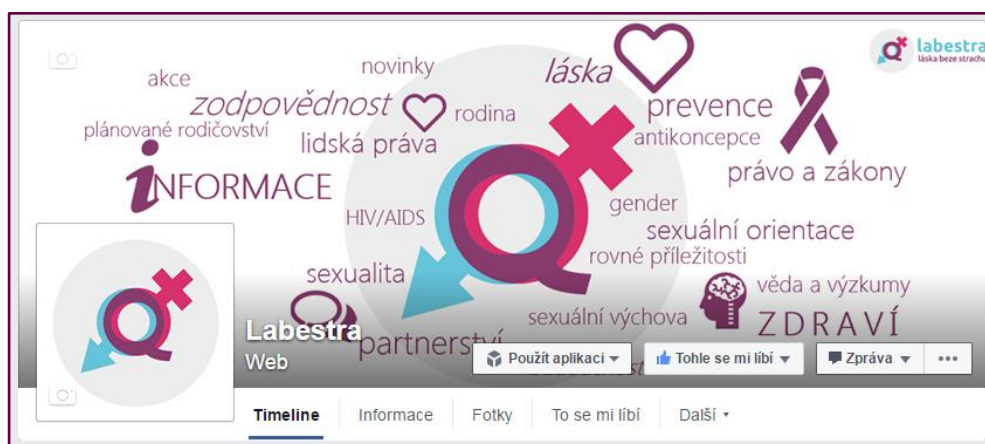 labestra
láska beze strachu
akce
novinky
láska
zodpovědnost
rodina
prevence
plánované rodičovství
lidská práva
antikoncepce
INFORMACE
právo a zákony
HIV/AIDS
gender
sexuální orientace
rovné příležitosti
sexualita
věda a výzkumy
sexuální výchova
ZDRAVÍ
partnerství
Labestra
Web
Použít aplikaci
Tohle se mi líbí
Zpráva
Timeline
Informace
Fotky
To se mi líbí
Další